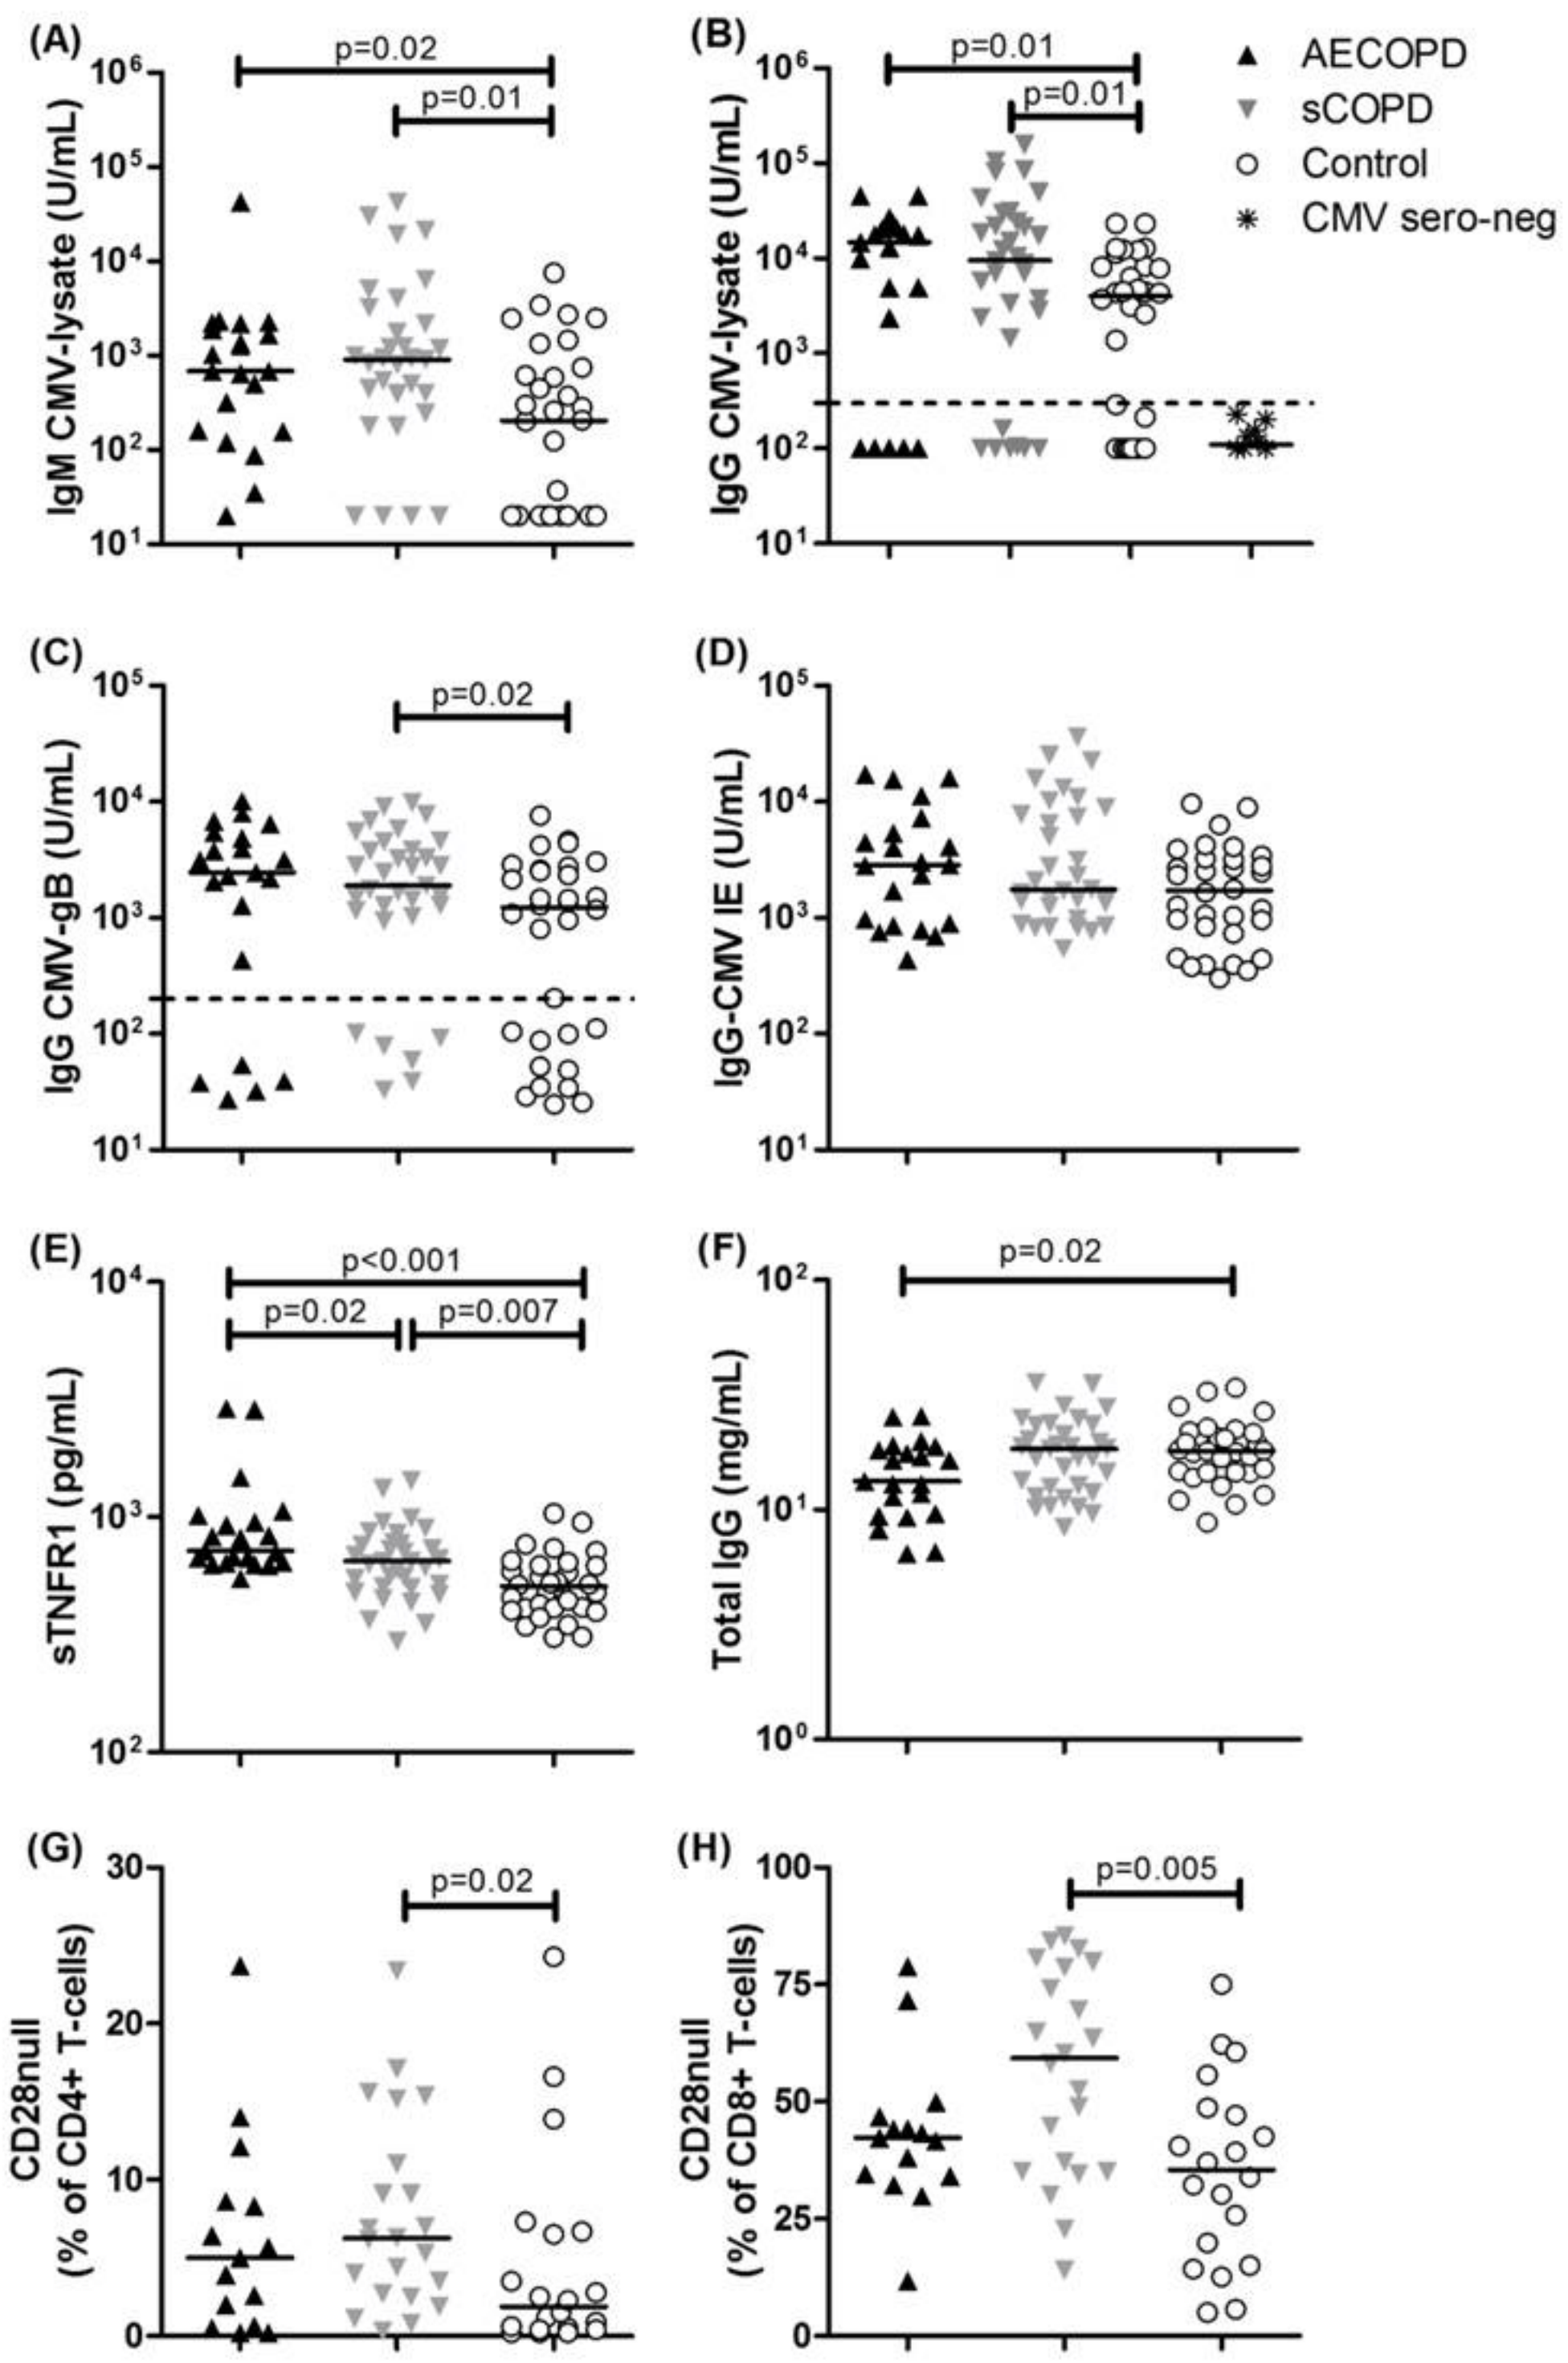 (A)
p=0.02
p=0.01
IgM CMV-lysate (U/mL)
10⁶
10⁵
10⁴
10³
10²
10¹
(B)
p=0.01
p=0.01
IgG CMV-lysate (U/mL)
10⁶
10⁵
10⁴
10³
10²
10¹
AECOPD
sCOPD
Control
CMV sero-neg
(C)
p=0.02
IgG CMV-gB (U/mL)
10⁵
10⁴
10³
10²
10¹
(D)
IgG-CMV IE (U/mL)
10⁵
10⁴
10³
10²
10¹
(E)
p<0.001
p=0.02
p=0.007
sTNFR1 (pg/mL)
10⁴
10³
10²
(F)
p=0.02
Total IgG (mg/mL)
10²
10¹
10⁰
(G)
p=0.02
CD28null
(% of CD4+ T-cells)
30
20
10
0
(H)
p=0.005
CD28null
(% of CD8+ T-cells)
100
75
50
25
0